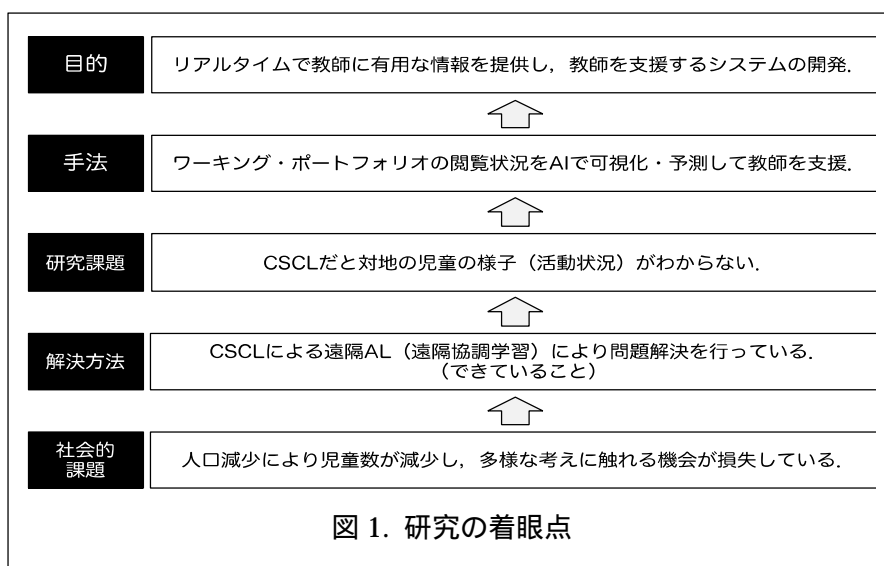 目的
リアルタイムで教師に有用な情報を提供し，教師を支援するシステムの開発．
手法
ワーキング・ポートフォリオの閲覧状況をAIで可視化・予測して教師を支援．
研究課題
CSCLだと対地の児童の様子（活動状況）がわからない．
解決方法
CSCLによる遠隔AL（遠隔協調学習）により問題解決を行っている．
（できていること）
社会的
課題
人口減少により児童数が減少し，多様な考えに触れる機会が損失している．
図 1. 研究の着眼点